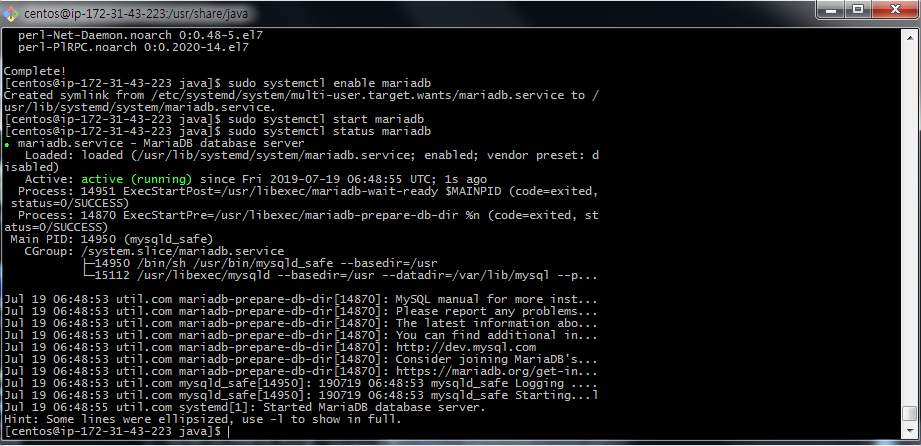 centos@ip-172-31-43-223:/usr/share/java
perl-Net-Daemon.noarch 0:0.48-5.el7
perl-PlRPC.noarch 0:0.2020-14.el7
Complete!
[centos@ip-172-31-43-223 java]$ sudo systemctl enable mariadb
Created symlink from /etc/systemd/system/multi-user.target.wants/mariadb.service to /
usr/lib/systemd/system/mariadb.service.
[centos@ip-172-31-43-223 java]$ sudo systemctl start mariadb
[centos@ip-172-31-43-223 java]$ sudo systemctl status mariadb
● mariadb.service - MariaDB database server
Loaded: loaded (/usr/lib/systemd/system/mariadb.service; enabled; vendor preset: d
isabled)
Active: active (running) since Fri 2019-07-19 06:48:55 UTC; 1s ago
Process: 14951 ExecStartPost=/usr/libexec/mariadb-wait-ready $MAINPID (code=exited,
status=0/SUCCESS)
Process: 14870 ExecStartPre=/usr/libexec/mariadb-prepare-db-dir %n (code=exited, st
atus=0/SUCCESS)
Main PID: 14950 (mysqld_safe)
CGroup: /system.slice/mariadb.service
├─14950 /bin/sh /usr/bin/mysqld_safe --basedir=/usr
└─15112 /usr/libexec/mysqld --basedir=/usr --datadir=/var/lib/mysql --p...
Jul 19 06:48:53 util.com mariadb-prepare-db-dir[14870]: MySQL manual for more inst...
Jul 19 06:48:53 util.com mariadb-prepare-db-dir[14870]: Please report any problems...
Jul 19 06:48:53 util.com mariadb-prepare-db-dir[14870]: The latest information abo...
Jul 19 06:48:53 util.com mariadb-prepare-db-dir[14870]: You can find additional in...
Jul 19 06:48:53 util.com mariadb-prepare-db-dir[14870]: http://dev.mysql.com
Jul 19 06:48:53 util.com mariadb-prepare-db-dir[14870]: Consider joining MariaDB's...
Jul 19 06:48:53 util.com mariadb-prepare-db-dir[14870]: https://mariadb.org/get-in...
Jul 19 06:48:53 util.com mysqld_safe[14950]: 190719 06:48:53 mysqld_safe Logging ....
Jul 19 06:48:53 util.com mysqld_safe[14950]: 190719 06:48:53 mysqld_safe Starting...l
Jul 19 06:48:55 util.com systemd[1]: Started MariaDB database server.
Hint: Some lines were ellipsized, use -l to show in full.
[centos@ip-172-31-43-223 java]$